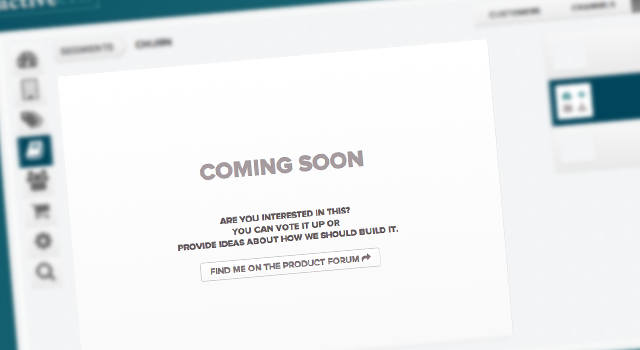 active
SEGMENTS
CHURN
CUSTOMERS
CHANNELS
COMING SOON
ARE YOU INTERESTED IN THIS?
YOU CAN VOTE IT UP OR
PROVIDE IDEAS ABOUT HOW WE SHOULD BUILD IT.
FIND ME ON THE PRODUCT FORUM